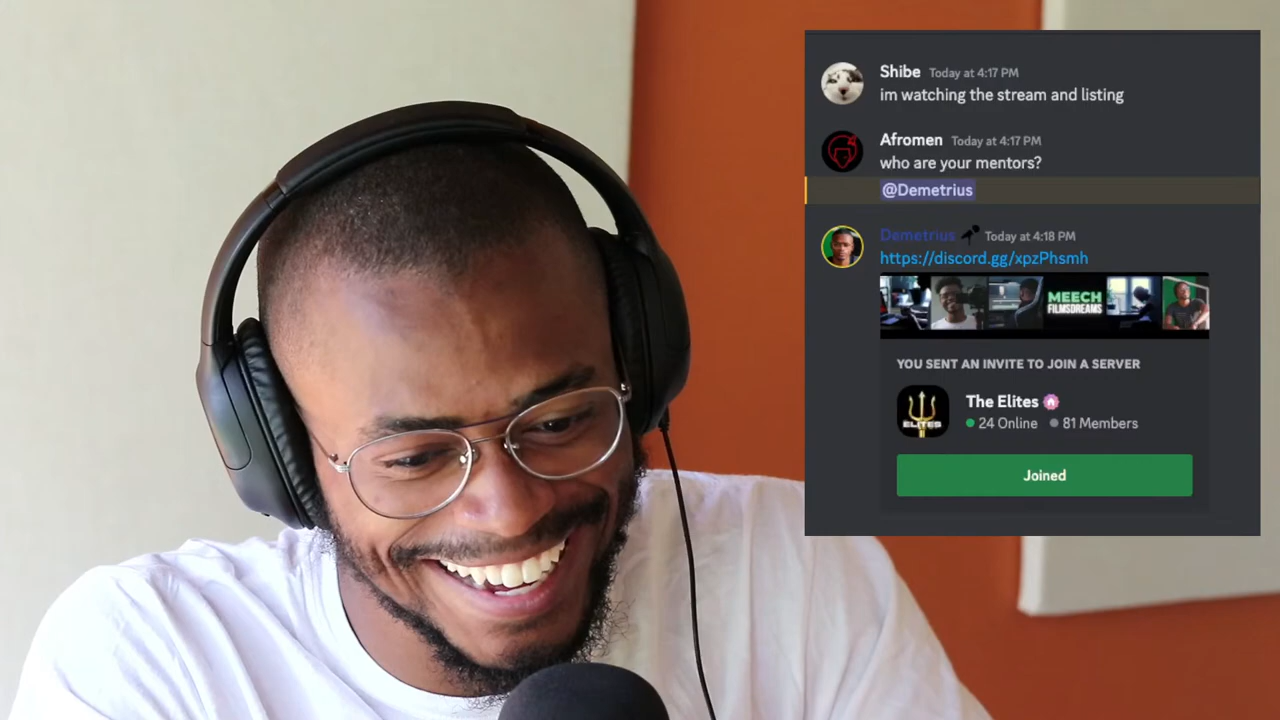 Shibe Today at 4:17 PM
im watching the stream and listing
Afromen Today at 4:17 PM
who are your mentors?
@Demetrius
Demetrius Today at 4:18 PM
https://discord.gg/xpzPhsmh
MEECH
FILMSDREAMS
YOU SENT AN INVITE TO JOIN A SERVER
ELITES
The Elites
24 Online 81 Members
Joined